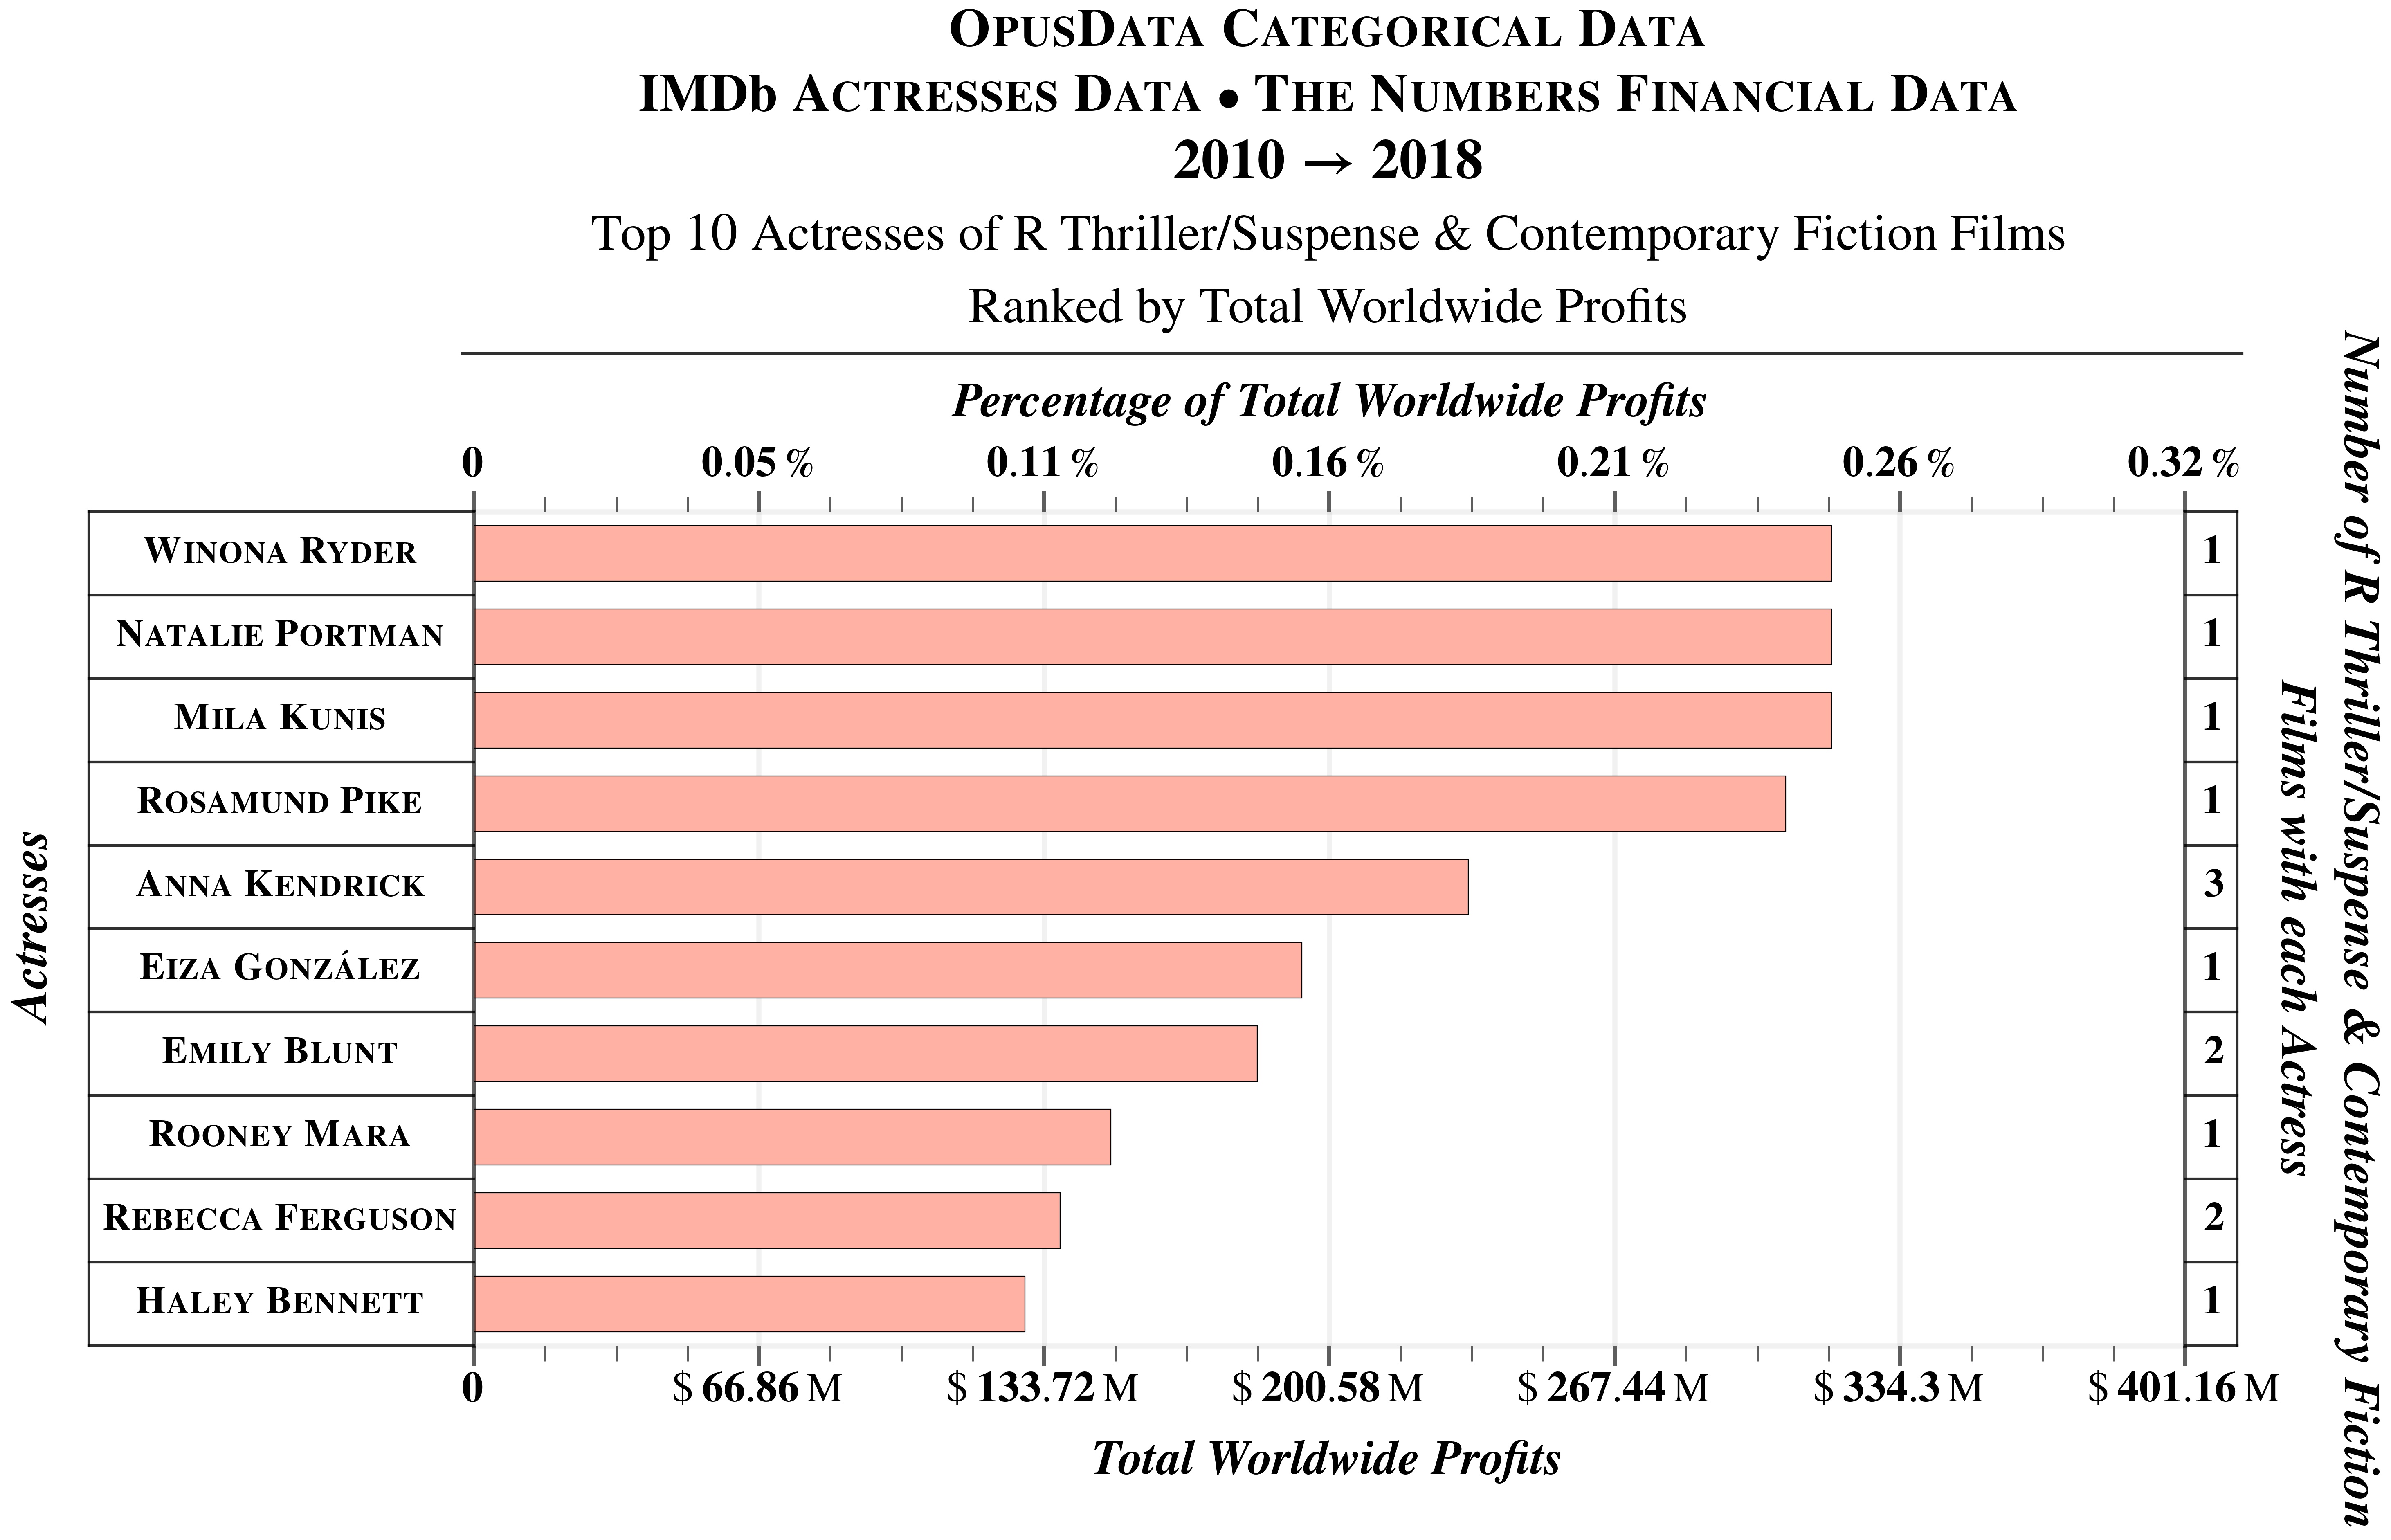 OpusData Categorical Data
IMDb Actresses Data • The Numbers Financial Data
2010 → 2018
Top 10 Actresses of R Thriller/Suspense & Contemporary Fiction Films
Ranked by Total Worldwide Profits
Percentage of Total Worldwide Profits
0 0.05 % 0.11 % 0.16 % 0.21 % 0.26 % 0.32 %
Actresses
Winona Ryder 1
Natalie Portman 1
Mila Kunis 1
Rosamund Pike 1
Anna Kendrick 3
Eiza González 1
Emily Blunt 2
Rooney Mara 1
Rebecca Ferguson 2
Haley Bennett 1
0 $ 66.86 M $ 133.72 M $ 200.58 M $ 267.44 M $ 334.3 M $ 401.16 M
Total Worldwide Profits
Number of R Thriller/Suspense & Contemporary Fiction
Films with each Actress